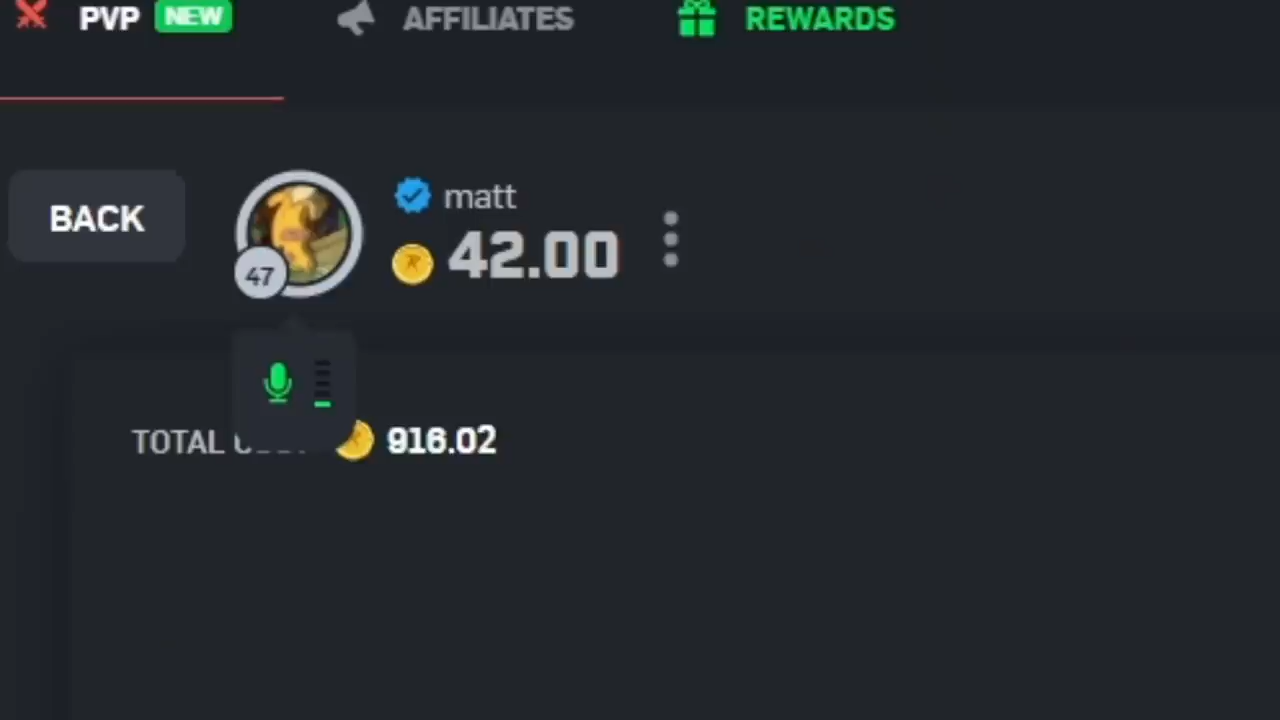 PVP NEW AFFILIATES REWARDS
BACK
matt
42.00
47
TOTAL 916.02